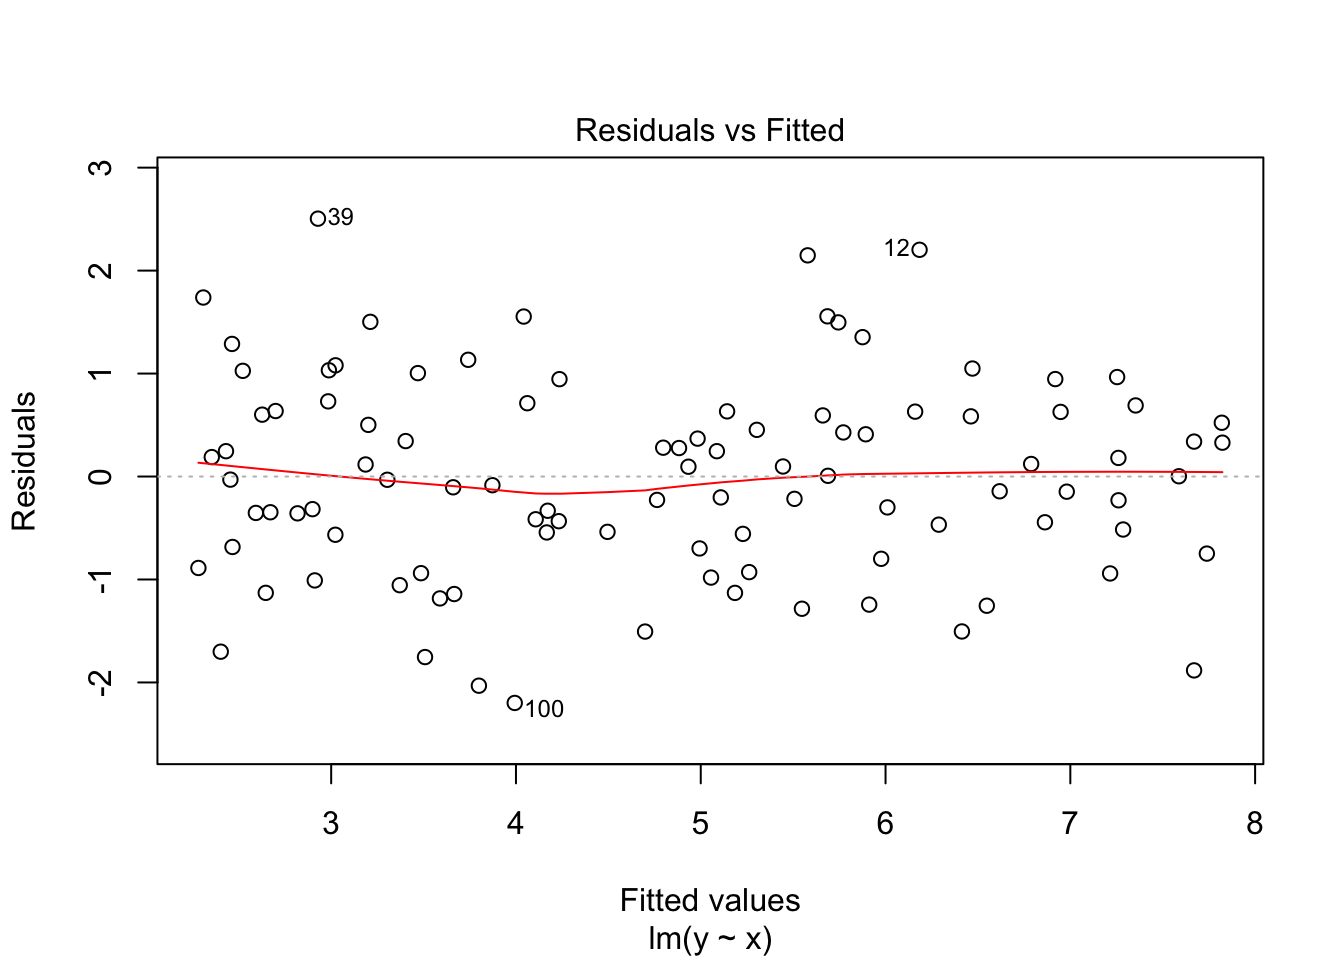 Residuals vs Fitted
Residuals
3
2
1
0
-1
-2
39
12
100
3 4 5 6 7 8
Fitted values
lm(y ~ x)